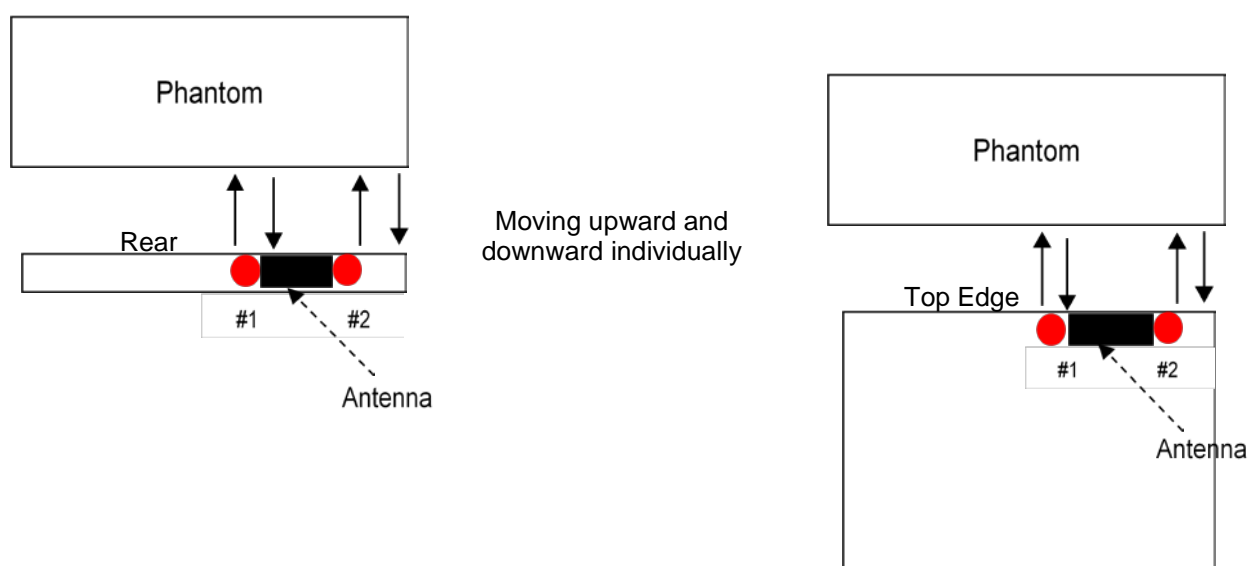 Phantom
Rear
#1 #2
Antenna
Moving upward and
downward individually
Phantom
Top Edge
#1 #2
Antenna